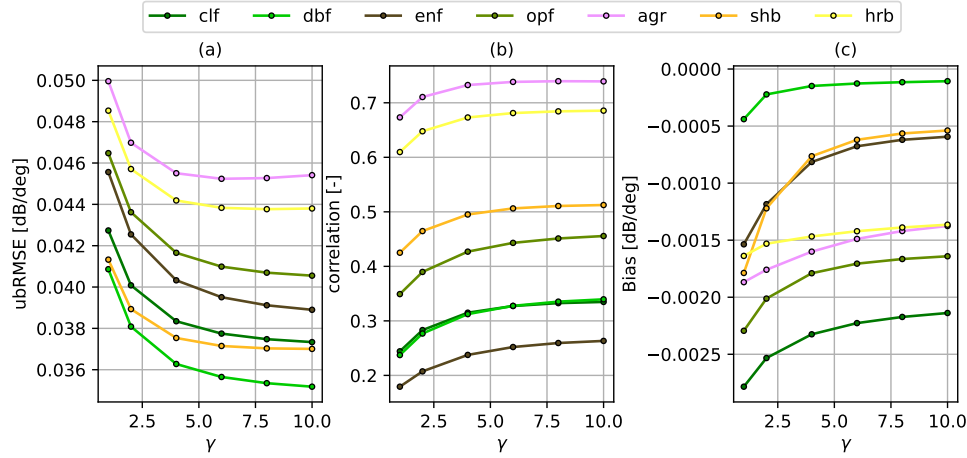 clf dbf enf opf agr shb hrb
(a) (b) (c)
ubRMSE [dB/deg]
0.050
0.048
0.046
0.044
0.042
0.040
0.038
0.036
2.5 5.0 7.5 10.0
γ
correlation [-]
0.7
0.6
0.5
0.4
0.3
0.2
2.5 5.0 7.5 10.0
γ
Bias [dB/deg]
0.0000
−0.0005
−0.0010
−0.0015
−0.0020
−0.0025
2.5 5.0 7.5 10.0
γ